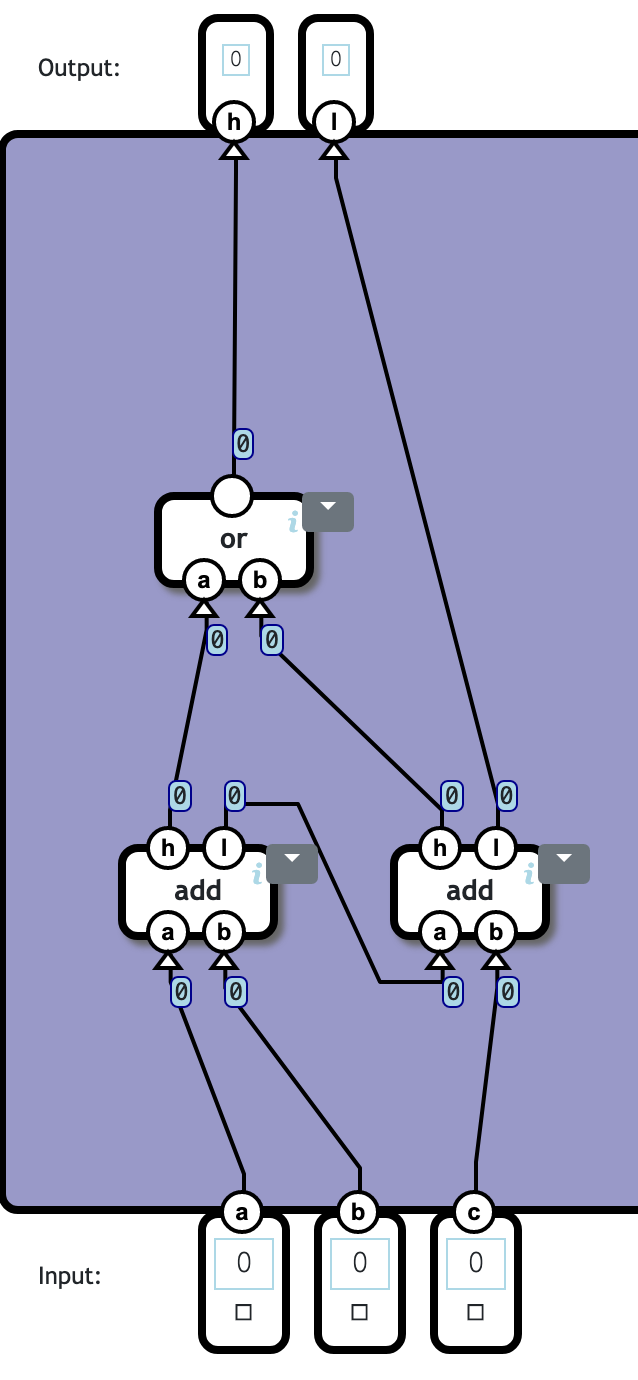 Output:
0 0
h l
0
i
or
a b
0 0
0 0 0 0
h l h l
i i
add add
a b a b
0 0 0 0
a b c
Input:
0 0 0